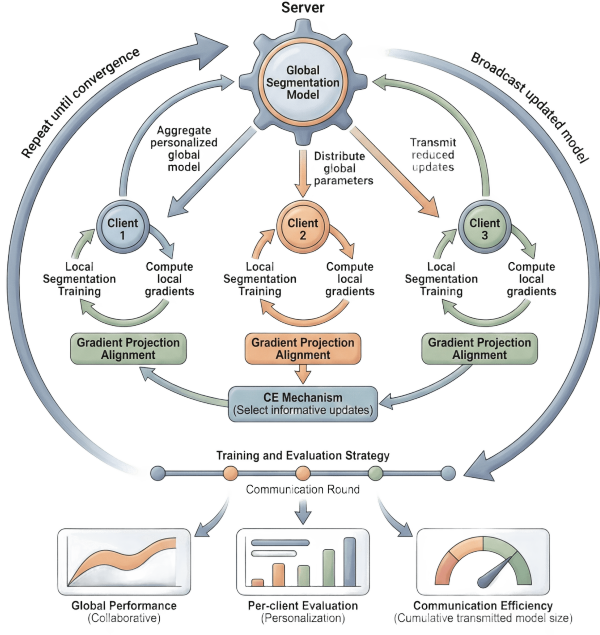 Server
Global
Segmentation
Model
Repeat until convergence
Broadcast updated model
Aggregate
personalized
global
model
Distribute
global
parameters
Transmit
reduced
updates
Client
1
Client
2
Client
3
Local
Segmentation
Training
Compute
local
gradients
Local
Segmentation
Training
Compute
local
gradients
Local
Segmentation
Training
Compute
local
gradients
Gradient Projection
Alignment
Gradient Projection
Alignment
Gradient Projection
Alignment
CE Mechanism
(Select informative updates)
Training and Evaluation Strategy
Communication Round
Global Performance
(Collaborative)
Per-client Evaluation
(Personalization)
Communication Efficiency
(Cumulative transmitted model size)